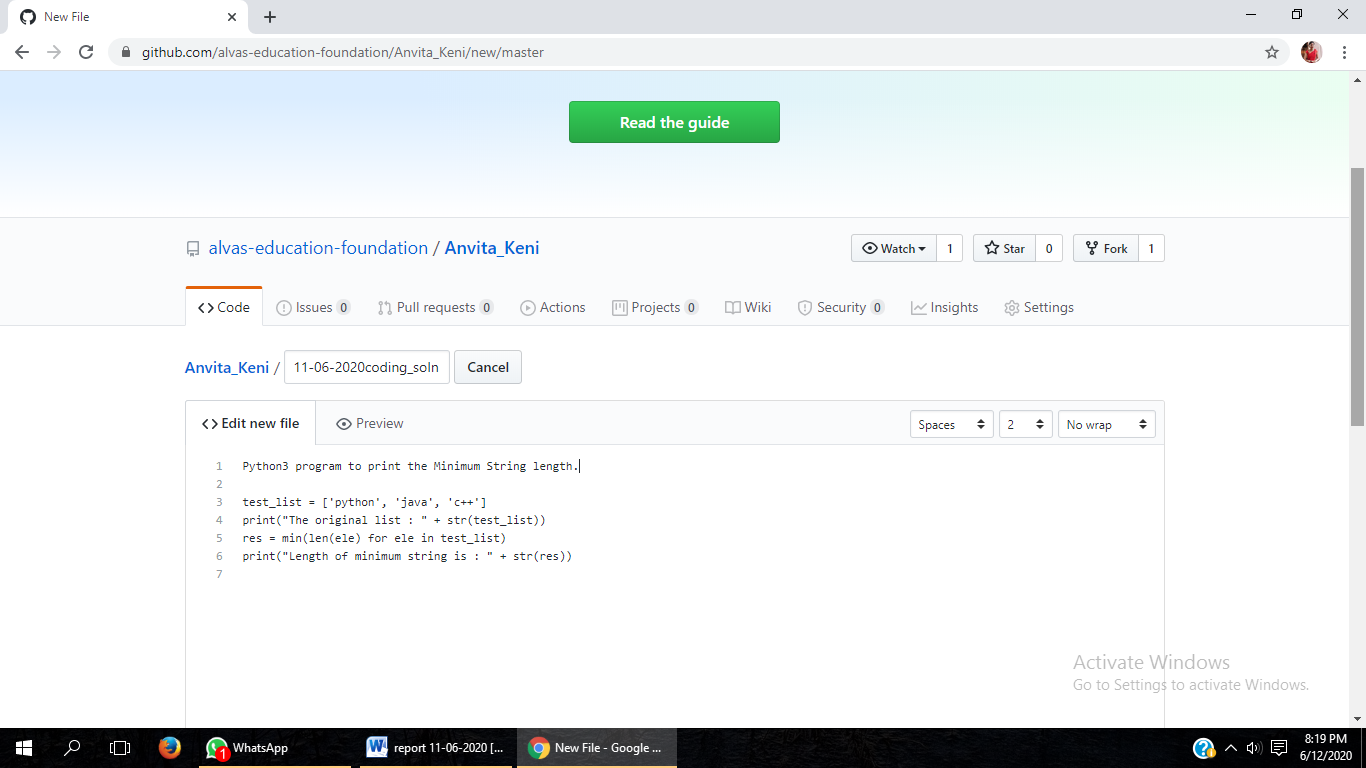 New File
github.com/alvas-education-foundation/Anvita_Keni/new/master
Read the guide
alvas-education-foundation / Anvita_Keni
Watch 1 Star 0 Fork 1
Code Issues 0 Pull requests 0 Actions Projects 0 Wiki Security 0 Insights Settings
Anvita_Keni / 11-06-2020coding_soln Cancel
Edit new file Preview Spaces 2 No wrap
1 Python3 program to print the Minimum String length.
2
3 test_list = ['python', 'java', 'c++']
4 print("The original list : " + str(test_list))
5 res = min(len(ele) for ele in test_list)
6 print("Length of minimum string is : " + str(res))
7
Activate Windows
Go to Settings to activate Windows.
1 WhatsApp report 11-06-2020 [... New File - Google ...
8:19 PM
6/12/2020